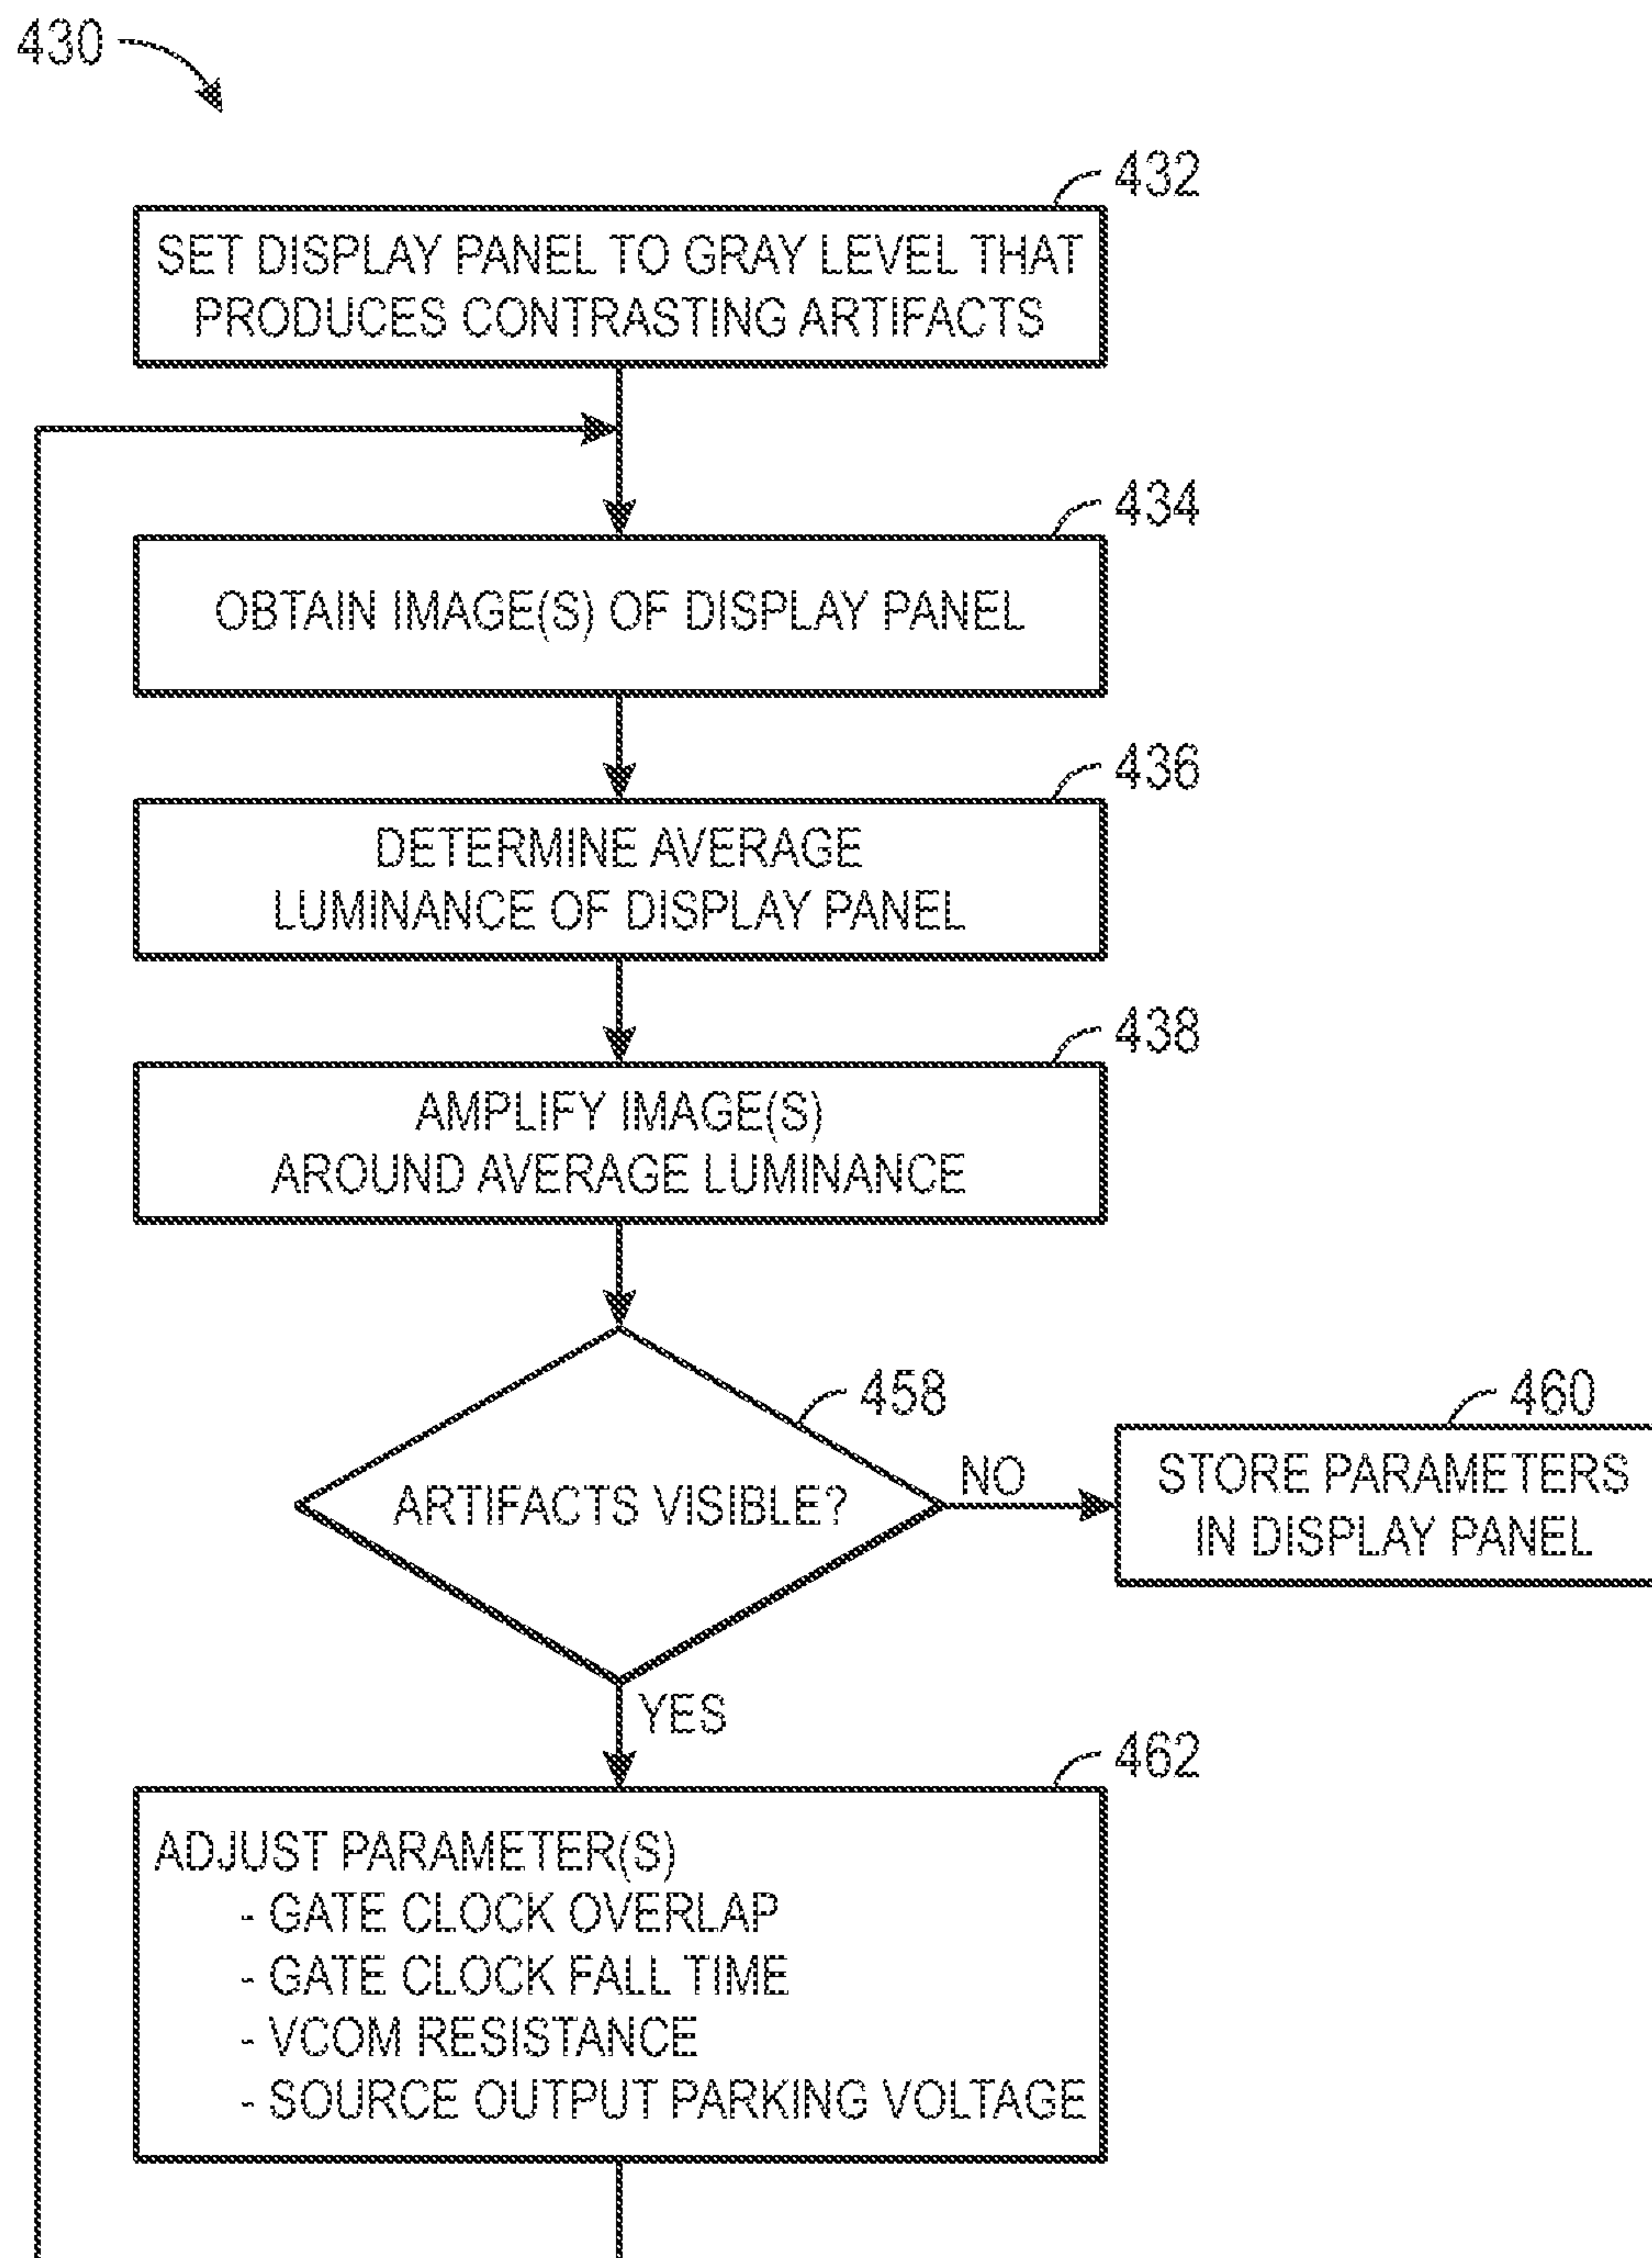 430
432
SET DISPLAY PANEL TO GRAY LEVEL THAT
PRODUCES CONTRASTING ARTIFACTS
434
OBTAIN IMAGE(S) OF DISPLAY PANEL
436
DETERMINE AVERAGE
LUMINANCE OF DISPLAY PANEL
438
AMPLIFY IMAGE(S)
AROUND AVERAGE LUMINANCE
458
ARTIFACTS VISIBLE?
NO
460
STORE PARAMETERS
IN DISPLAY PANEL
YES
462
ADJUST PARAMETER(S)
- GATE CLOCK OVERLAP
- GATE CLOCK FALL TIME
- VCOM RESISTANCE
- SOURCE OUTPUT PARKING VOLTAGE